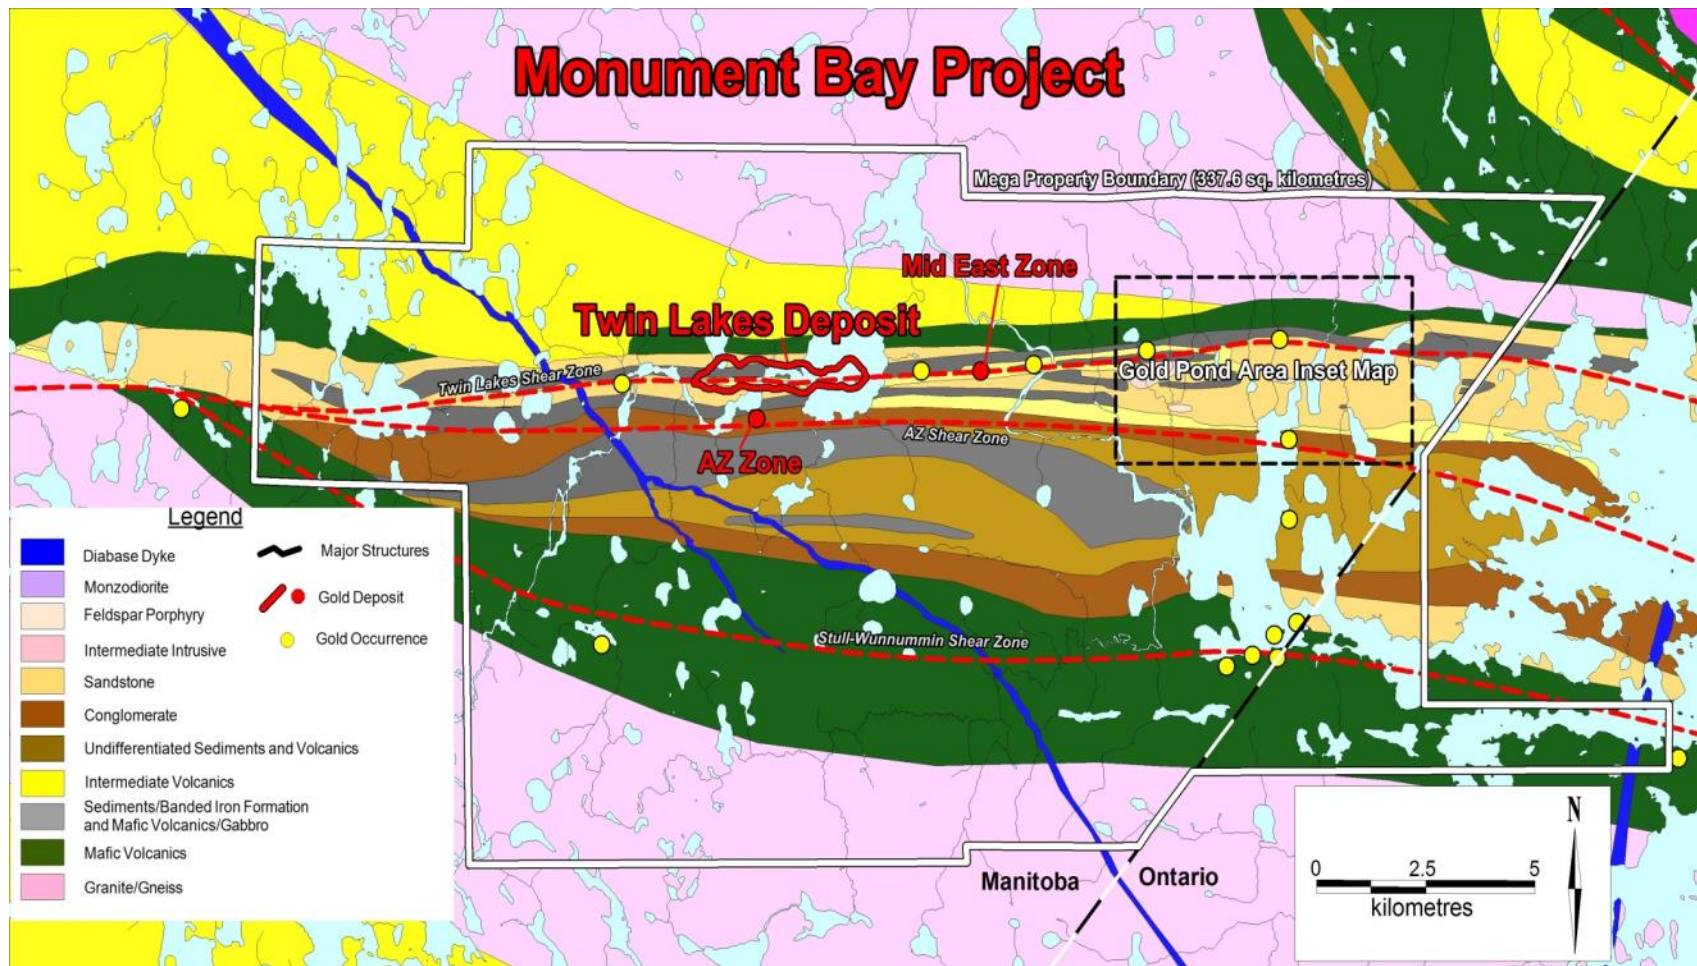 Monument Bay Project
Mega Property Boundary (337.6 sq. kilometres)
Mid East Zone
Twin Lakes Deposit
Twin Lakes Shear Zone
Gold Pond Area Inset Map
AZ Shear Zone
AZ Zone
Stull-Wunnummin Shear Zone
Legend
Diabase Dyke
Monzodiorite
Feldspar Porphyry
Intermediate Intrusive
Sandstone
Conglomerate
Undifferentiated Sediments and Volcanics
Intermediate Volcanics
Sediments/Banded Iron Formation
and Mafic Volcanics/Gabbro
Mafic Volcanics
Granite/Gneiss
Major Structures
Gold Deposit
Gold Occurrence
Manitoba
Ontario
N
0 2.5 5
kilometres